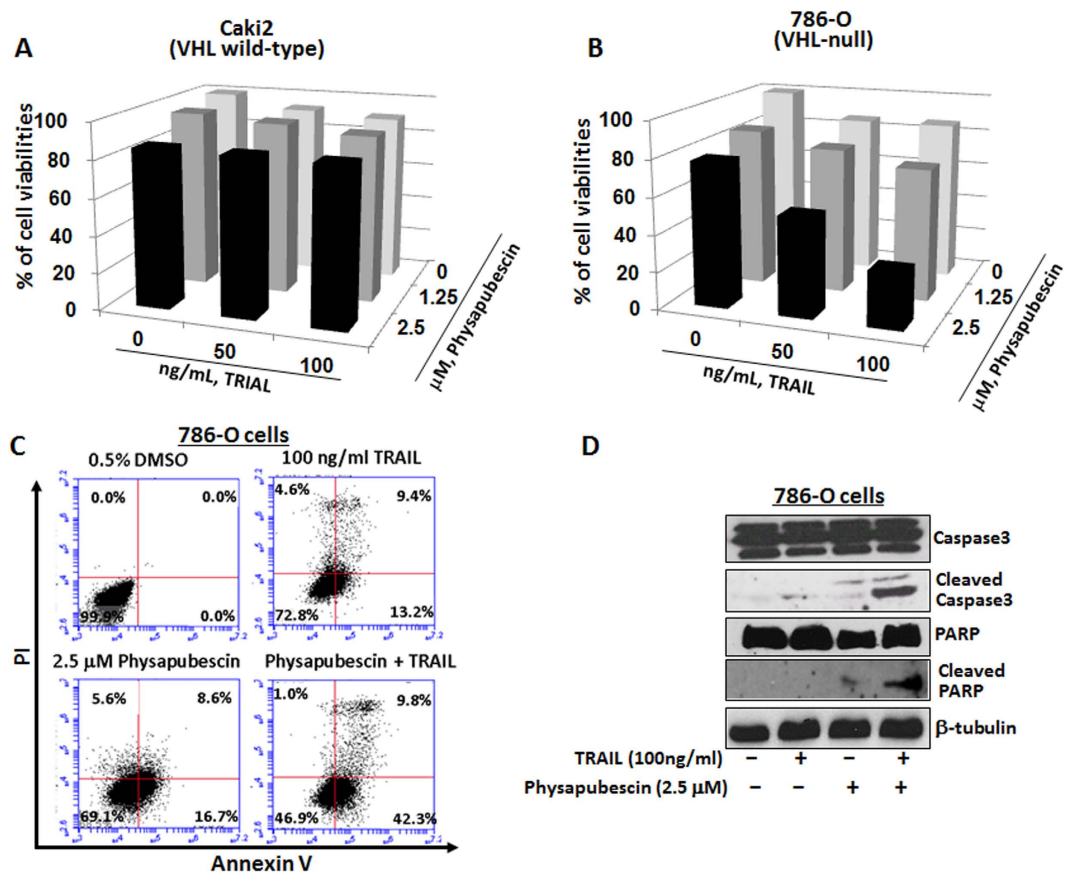 A
Caki2
(VHL wild-type)
% of cell viabilities
100
80
60
40
20
0
0
50
100
ng/mL, TRIAL
0
1.25
2.5
µM, Physapubescin
B
786-O
(VHL-null)
% of cell viabilities
100
80
60
40
20
0
0
50
100
ng/mL, TRAIL
0
1.25
2.5
µM, Physapubescin
C
786-O cells
0.5% DMSO
0.0%
0.0%
99.9%
0.0%
100 ng/ml TRAIL
4.6%
9.4%
72.8%
13.2%
2.5 µM Physapubescin
5.6%
8.6%
69.1%
16.7%
Physapubescin + TRAIL
1.0%
9.8%
46.9%
42.3%
PI
Annexin V
D
786-O cells
Caspase3
Cleaved
Caspase3
PARP
Cleaved
PARP
β-tubulin
TRAIL (100ng/ml) − + − +
Physapubescin (2.5 µM) − − + +